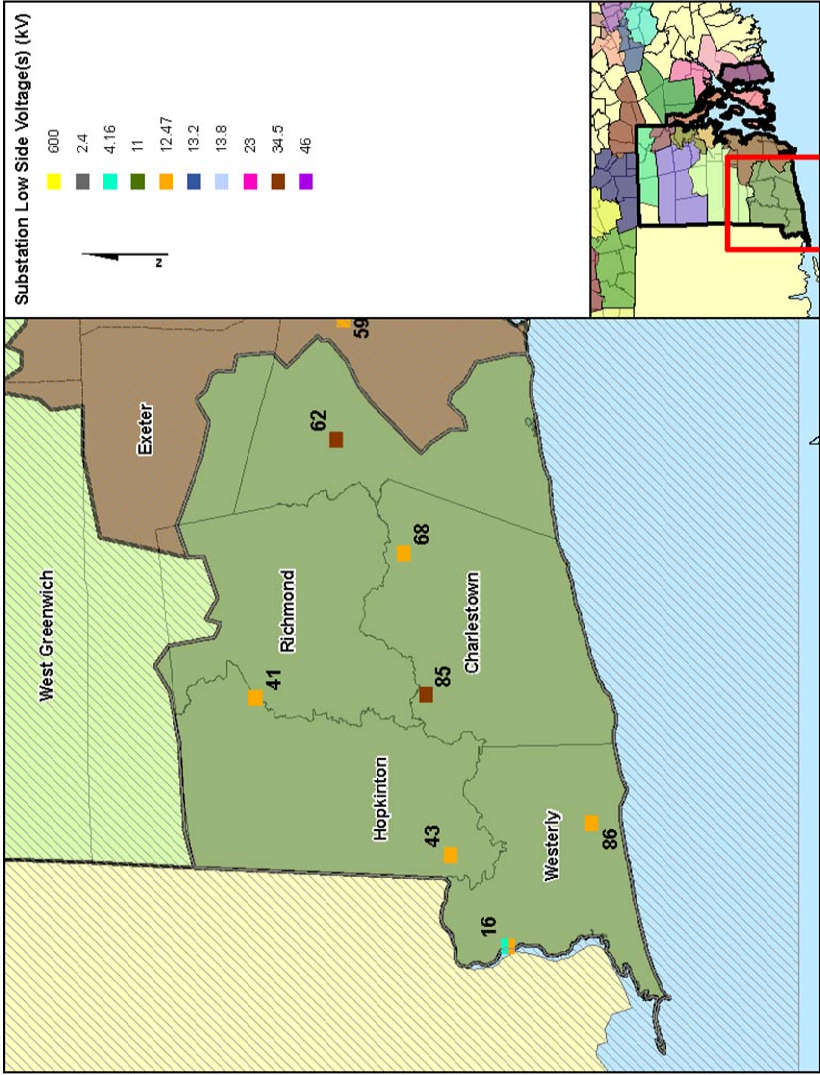 West Greenwich
Exeter
Richmond
Hopkinton
Charlestown
Westerly
59
62
68
41
85
43
86
16
Substation Low Side Voltage(s) (kV)
600
2.4
4.16
11
12.47
13.2
13.8
23
34.5
46
N